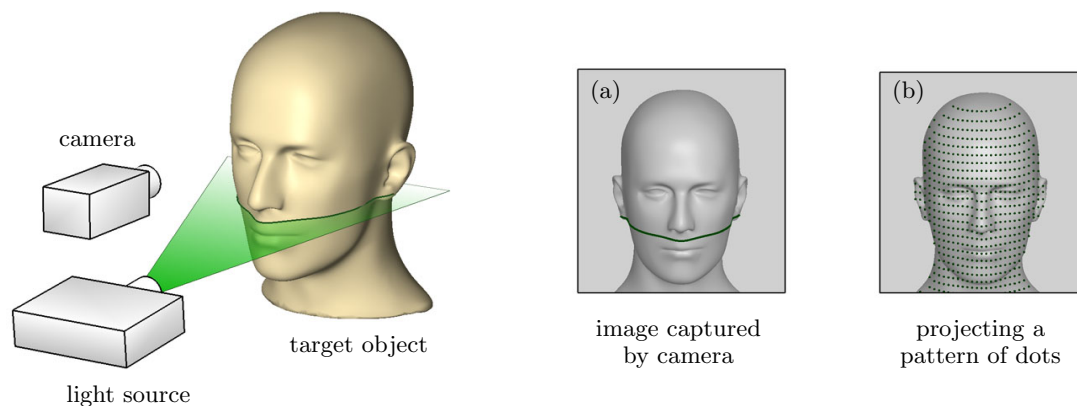 camera
light source
target object
(a)
image captured
by camera
(b)
projecting a
pattern of dots